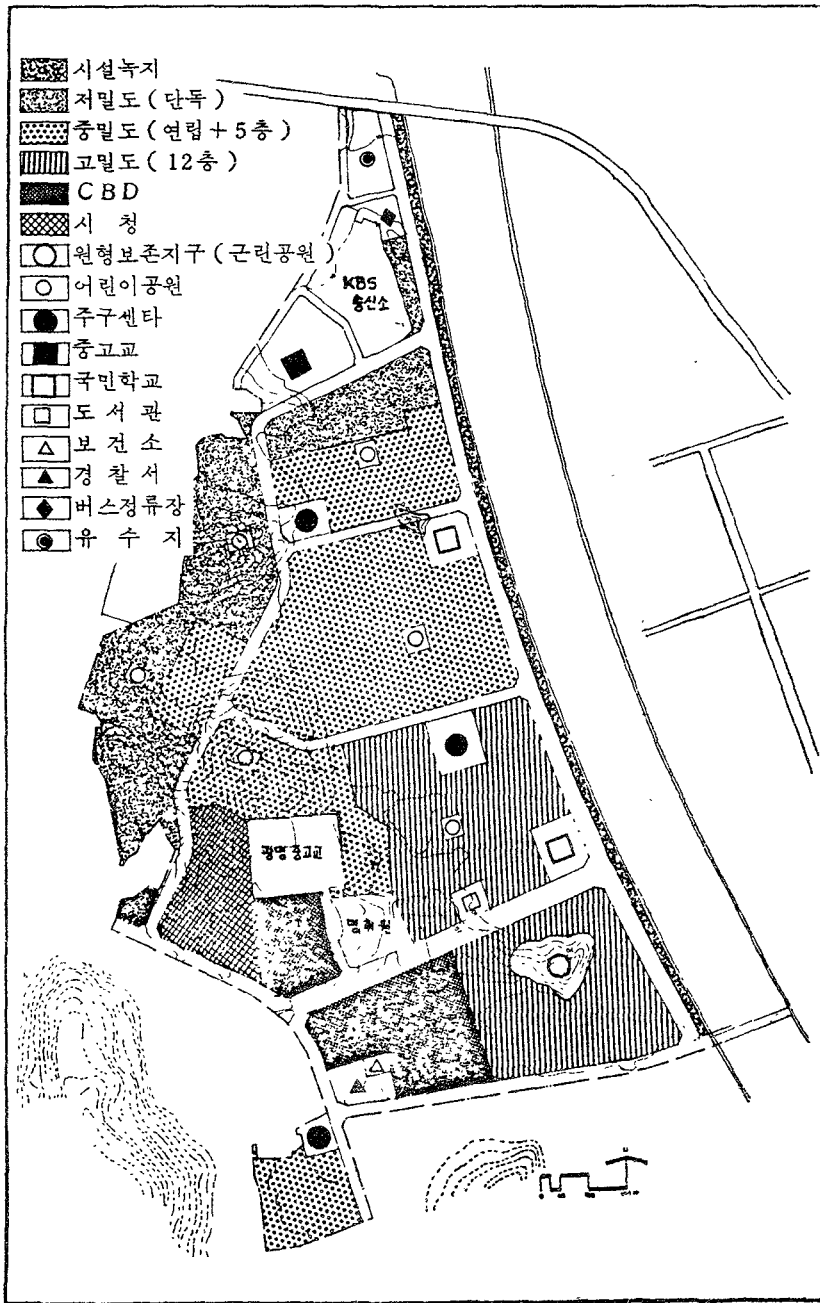 시설녹지
저밀도 (단독)
중밀도 (연립 + 5층)
고밀도 (12층)
CBD
시 청
원형보존지구 (근린공원)
어린이공원
주구센타
중고교
국민학교
도 서 관
보 건 소
경 찰 서
버스정류장
유 수 지
KBS
송신소
광명중고교
명휘원